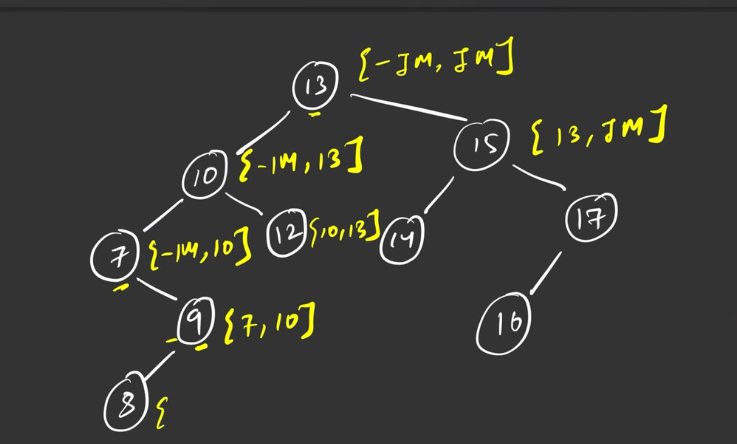 13 [-IM, IM]
10 [-IM, 13]
15 [13, IM]
7 [-IM, 10]
12 [10, 13]
14
17
9 [7, 10]
16
8 [